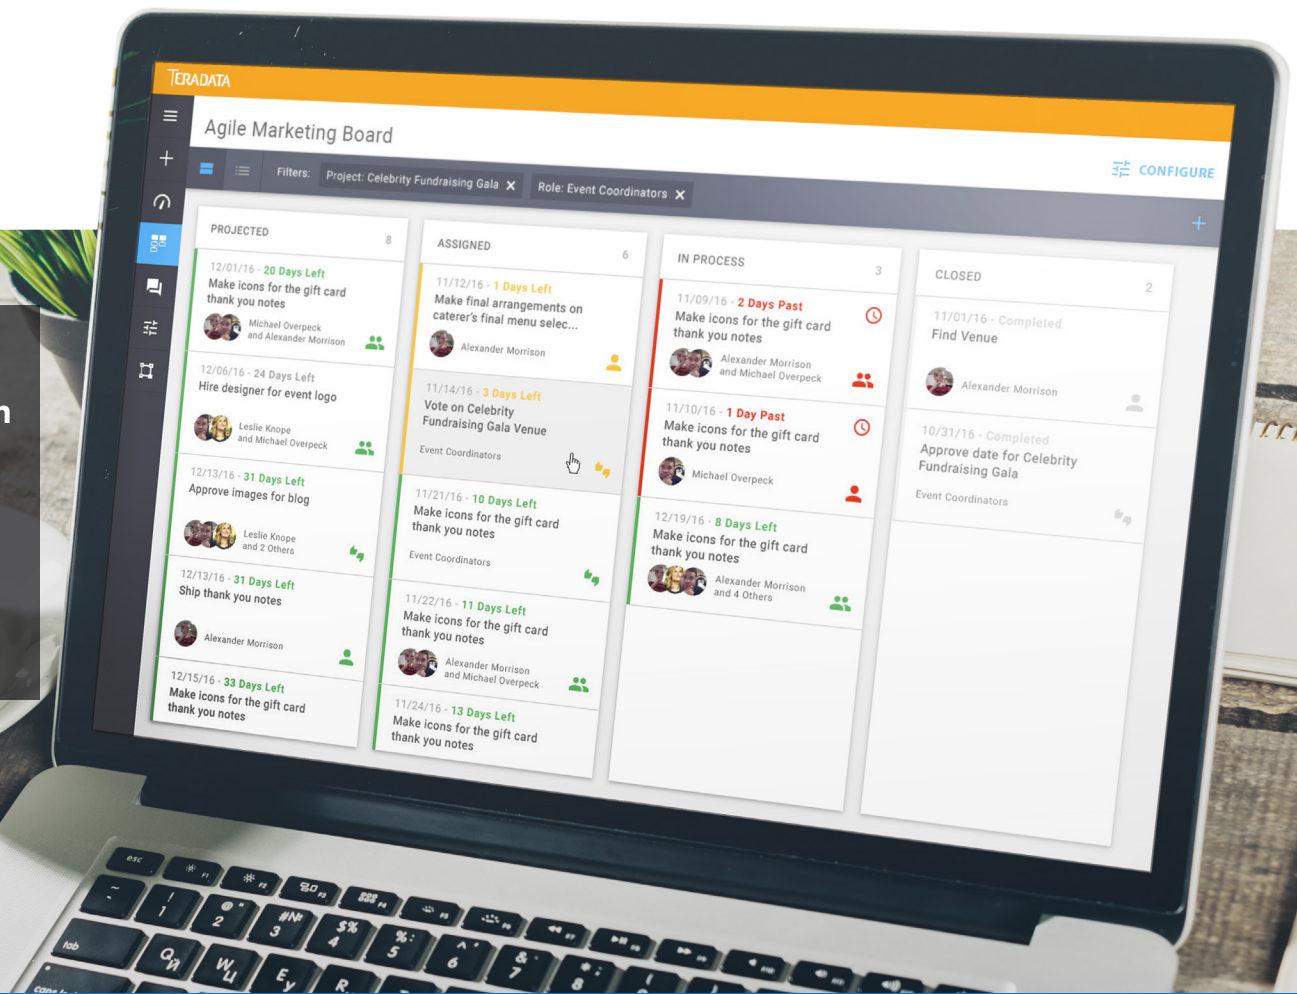 TERADATA
Agile Marketing Board
CONFIGURE
Filters:
Project: Celebrity Fundraising Gala
Role: Event Coordinators
PROJECTED
8
12/01/16 - 20 Days Left
Make icons for the gift card
thank you notes
Michael Overpeck
and Alexander Morrison
12/06/16 - 24 Days Left
Hire designer for event logo
Leslie Knope
and Michael Overpeck
12/13/16 - 31 Days Left
Approve images for blog
Leslie Knope
and 2 Others
12/13/16 - 31 Days Left
Ship thank you notes
Alexander Morrison
12/15/16 - 33 Days Left
Make icons for the gift card
thank you notes
ASSIGNED
6
11/12/16 - 1 Days Left
Make final arrangements on
caterer's final menu selec...
Alexander Morrison
11/14/16 - 3 Days Left
Vote on Celebrity
Fundraising Gala Venue
Event Coordinators
11/21/16 - 10 Days Left
Make icons for the gift card
thank you notes
Event Coordinators
11/22/16 - 11 Days Left
Make icons for the gift card
thank you notes
Alexander Morrison
and Michael Overpeck
11/24/16 - 13 Days Left
Make icons for the gift card
thank you notes
IN PROCESS
3
11/09/16 - 2 Days Past
Make icons for the gift card
thank you notes
Alexander Morrison
and Michael Overpeck
11/10/16 - 1 Day Past
Make icons for the gift card
thank you notes
Michael Overpeck
12/19/16 - 8 Days Left
Make icons for the gift card
thank you notes
Alexander Morrison
and 4 Others
CLOSED
2
11/01/16 - Completed
Find Venue
Alexander Morrison
10/31/16 - Completed
Approve date for Celebrity
Fundraising Gala
Event Coordinators
esc
tab